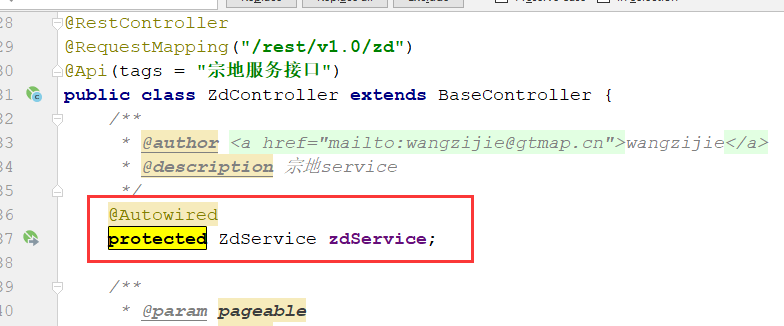 28 @RestController
29 @RequestMapping("/rest/v1.0/zd")
30 @Api(tags = "宗地服务接口")
31 public class ZdController extends BaseController {
32 /**
33 * @author <a href="mailto:wangzijie@gtmap.cn">wangzijie</a>
34 * @description 宗地service
35 */
36 @Autowired
37 protected ZdService zdService;
38
39 /**
40 * @param pageable